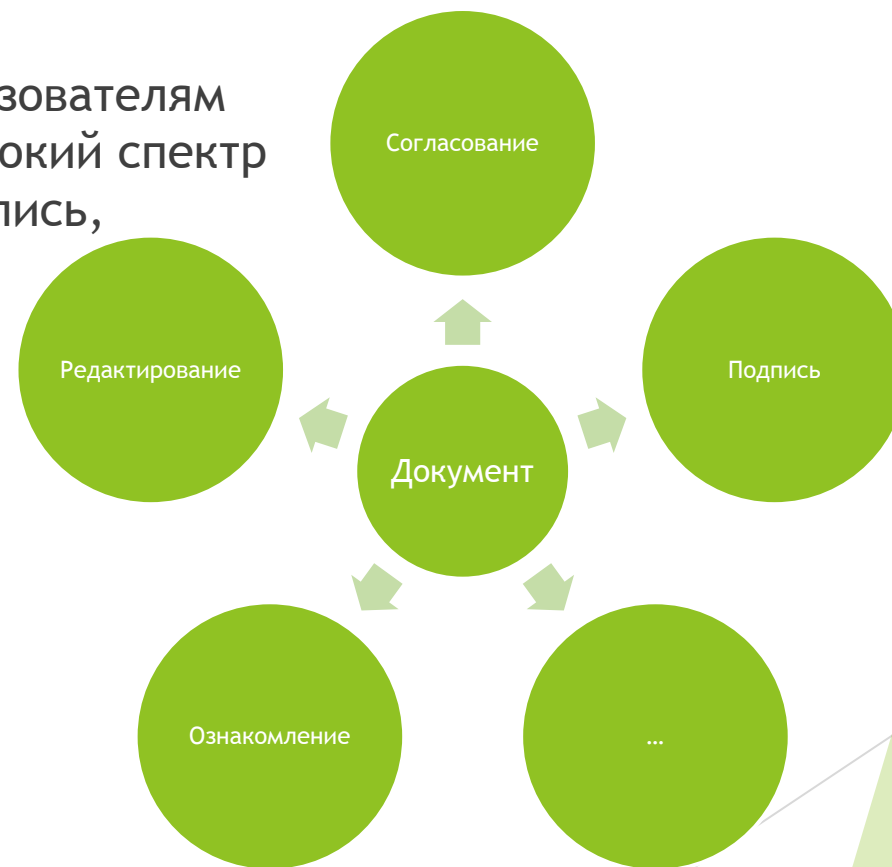 зователям
окий спектр
пись,
Согласование
Редактирование
Подпись
Документ
Ознакомление
...